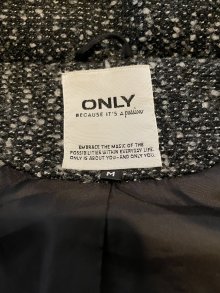 ONLY
BECAUSE IT'S A passion
EMBRACE THE MAGIC OF THE
POSSIBILITIES WITHIN EVERYDAY LIFE.
ONLY IS ABOUT YOU–AND ONLY YOU.
M